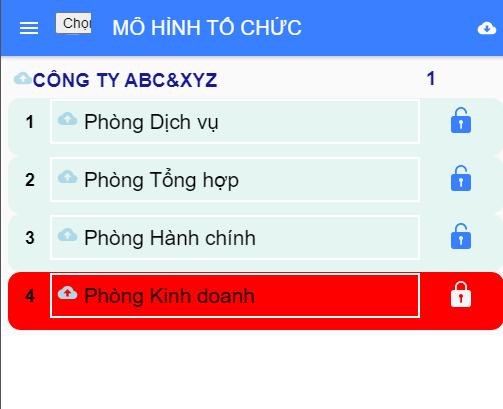 Chọn MÔ HÌNH TỔ CHỨC
CÔNG TY ABC&XYZ 1
1 Phòng Dịch vụ
2 Phòng Tổng hợp
3 Phòng Hành chính
4 Phòng Kinh doanh